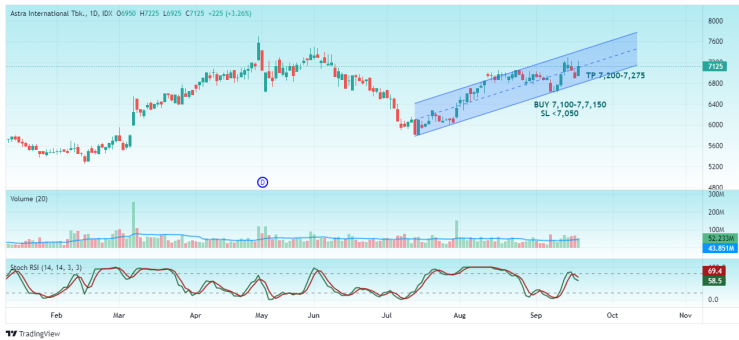 Astra International Tbk., 1D, IDX O6950 H7225 L6925 C7125 +225 (+3.26%)
8000
7600
7125
6800
6400
6000
5600
5200
4800
TP 7,200-7,275
BUY 7,100-7,7,150
SL <7,050
D
Volume (20)
300M
200M
100M
52.233M
43.851M
Stoch RSI (14, 14, 3, 3)
69.4
58.5
0.0
Feb Mar Apr May Jun Jul Aug Sep Oct Nov
TradingView